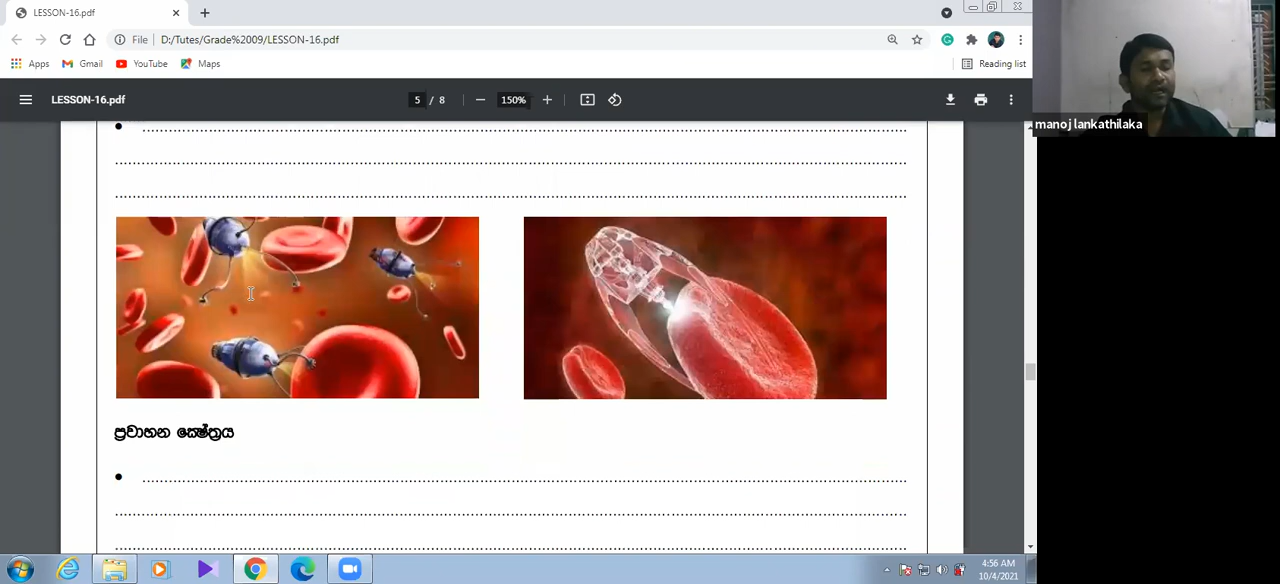 LESSON-16.pdf
File
D:/Tutes/Grade%2009/LESSON-16.pdf
Apps
Gmail
YouTube
Maps
Reading list
LESSON-16.pdf
5 / 8
150%
manoj lankathilaka
ප්‍රවාහන ක්‍ෂේත්‍රය
4:56 AM
10/4/2021